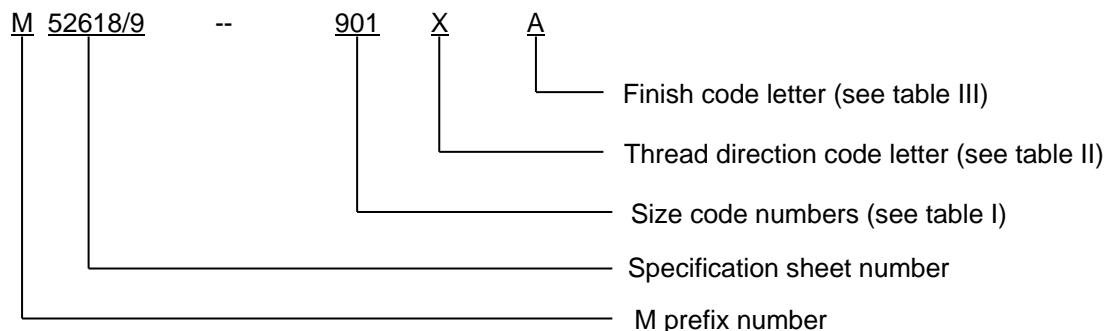 M 52618/9 -- 901 X A
Finish code letter (see table III)
Thread direction code letter (see table II)
Size code numbers (see table I)
Specification sheet number
M prefix number